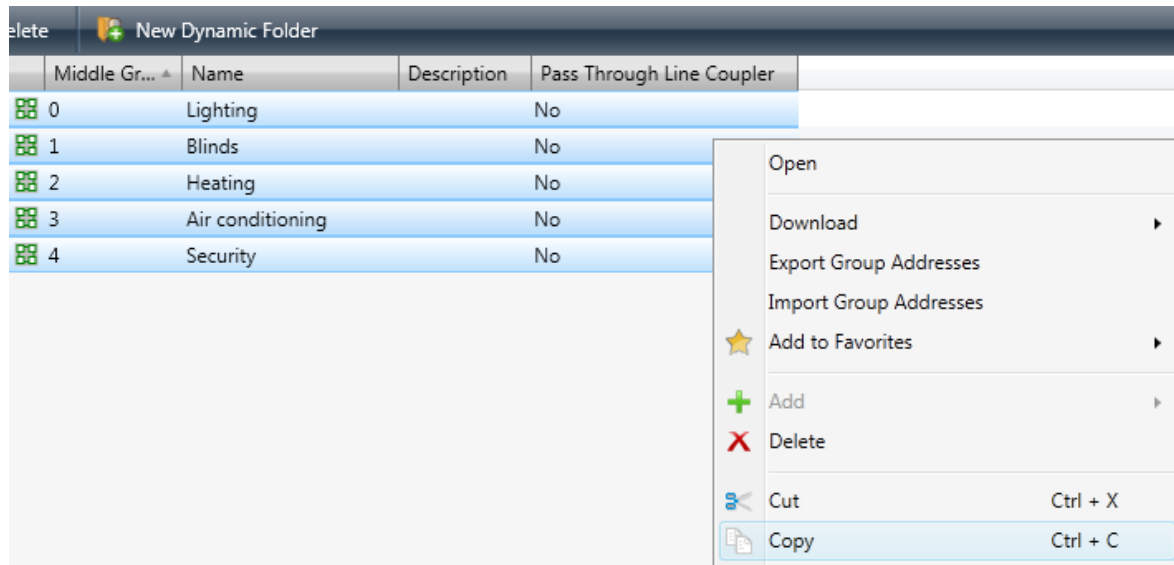 elete New Dynamic Folder
Middle Gr... Name Description Pass Through Line Coupler
0 Lighting No
1 Blinds No
2 Heating No
3 Air conditioning No
4 Security No
Open
Download
Export Group Addresses
Import Group Addresses
Add to Favorites
Add
Delete
Cut Ctrl + X
Copy Ctrl + C